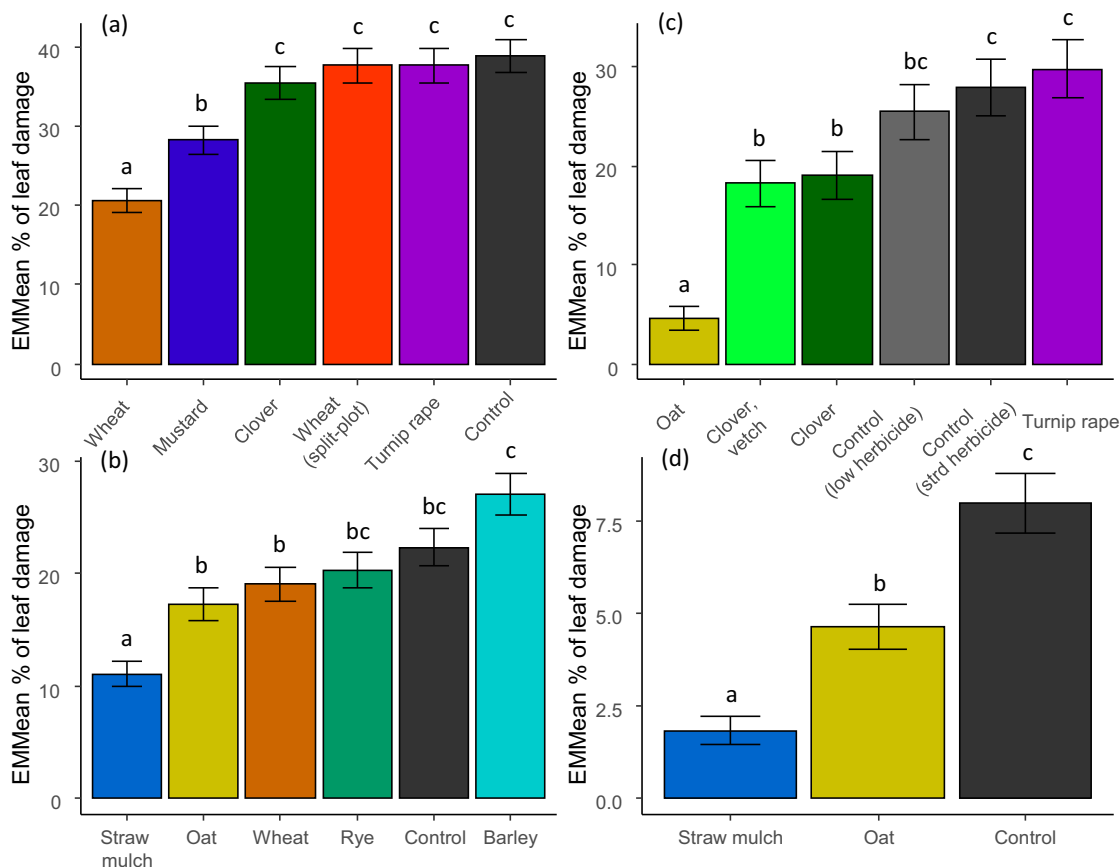 (a)
EMMean % of leaf damage
40
30
20
10
0
a
b
c
c
c
c
Wheat
Mustard
Clover
Wheat
(split-plot)
Turnip rape
Control
(c)
EMMean % of leaf damage
30
20
10
0
a
b
b
bc
c
c
Oat
Clover,
vetch
Clover
Control
(low herbicide)
Control
(strd herbicide)
Turnip rape
(b)
EMMean % of leaf damage
30
20
10
0
a
b
b
bc
bc
c
Straw
mulch
Oat
Wheat
Rye
Control
Barley
(d)
EMMean % of leaf damage
7.5
5.0
2.5
0.0
a
b
c
Straw mulch
Oat
Control